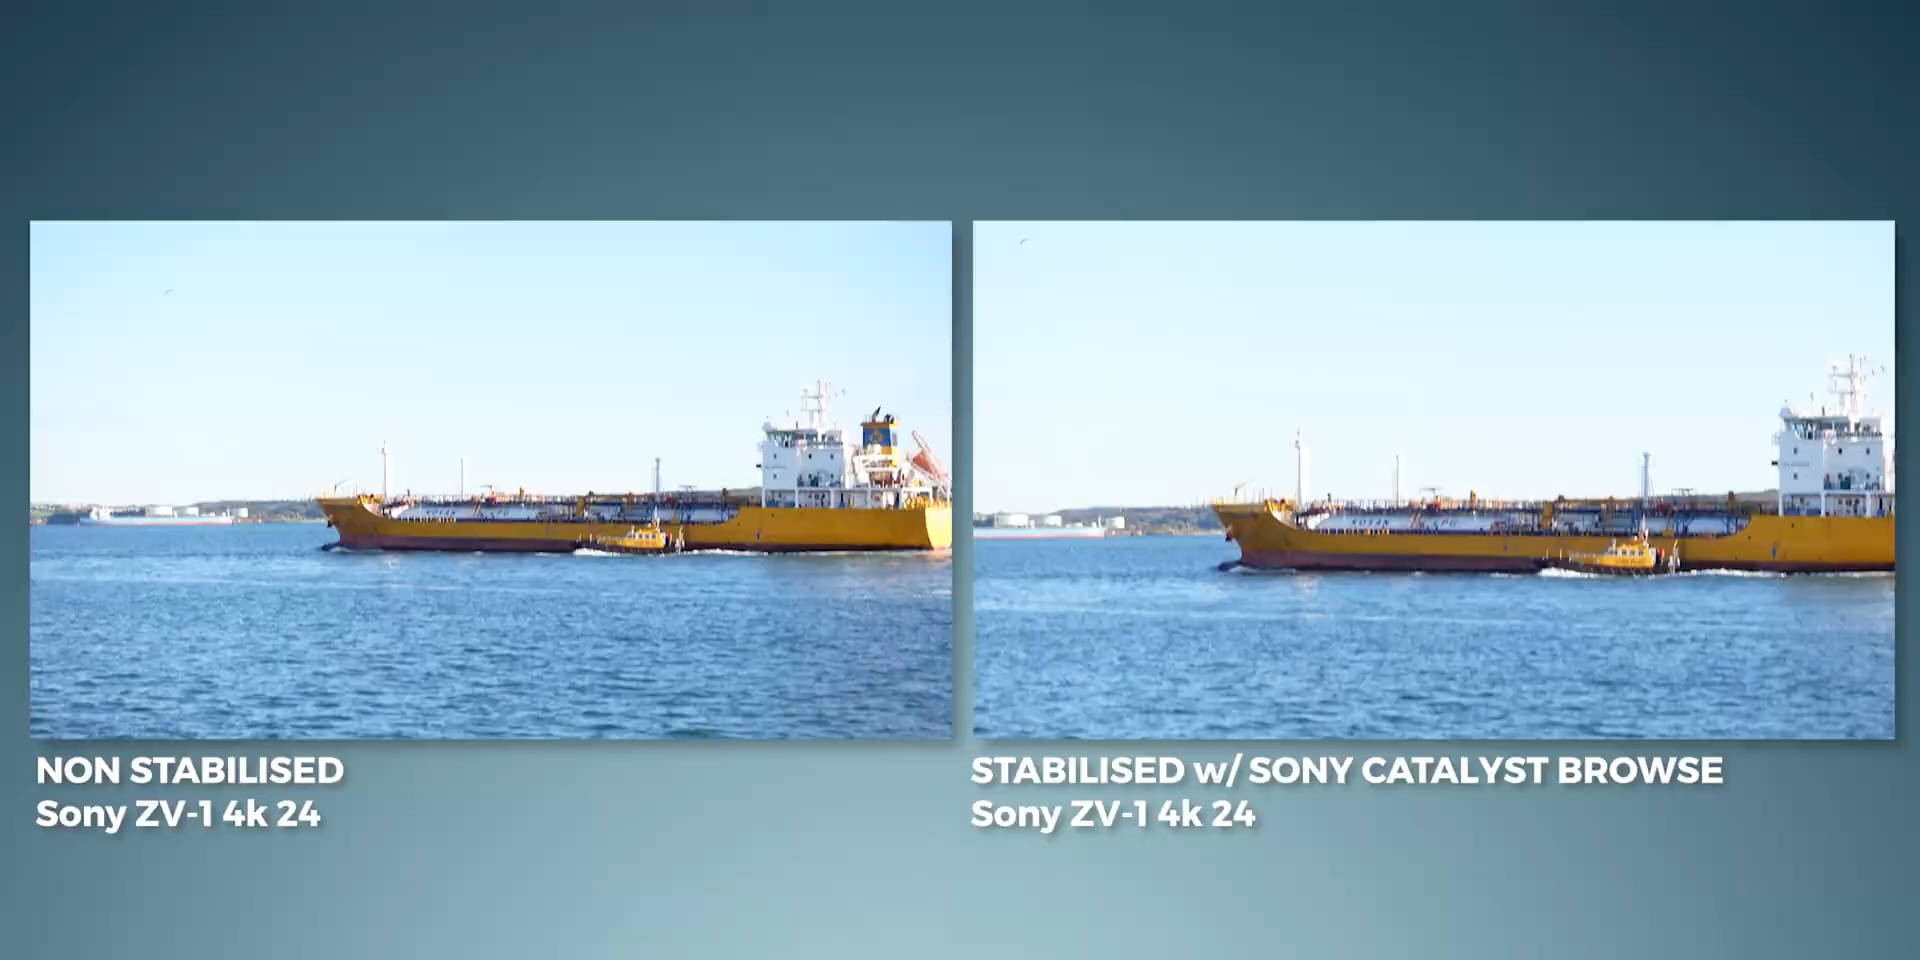 NON STABILISED
Sony ZV-1 4k 24
STABILISED w/ SONY CATALYST BROWSE
Sony ZV-1 4k 24